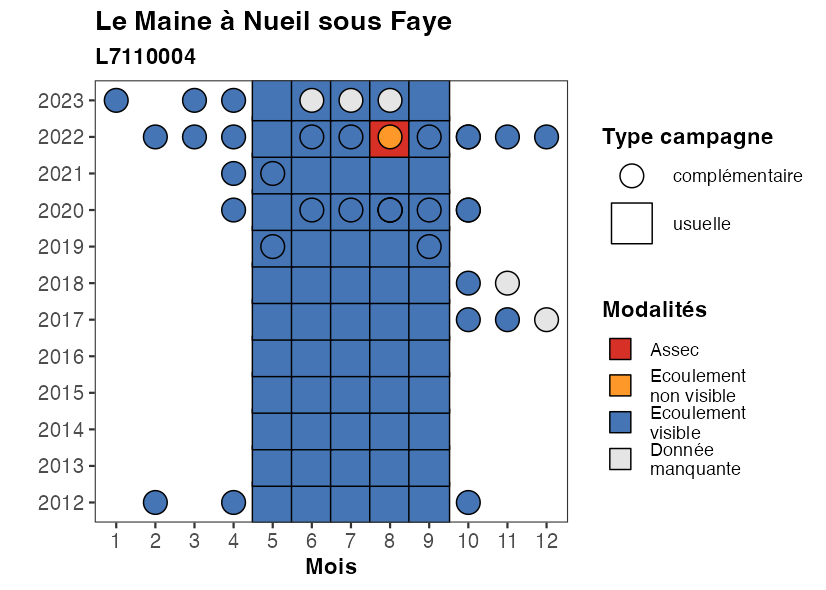 Le Maine à Nueil sous Faye
L7110004
2023
2022
2021
2020
2019
2018
2017
2016
2015
2014
2013
2012
1 2 3 4 5 6 7 8 9 10 11 12
Mois
Type campagne
complémentaire
usuelle
Modalités
Assec
Ecoulement
non visible
Ecoulement
visible
Donnée
manquante